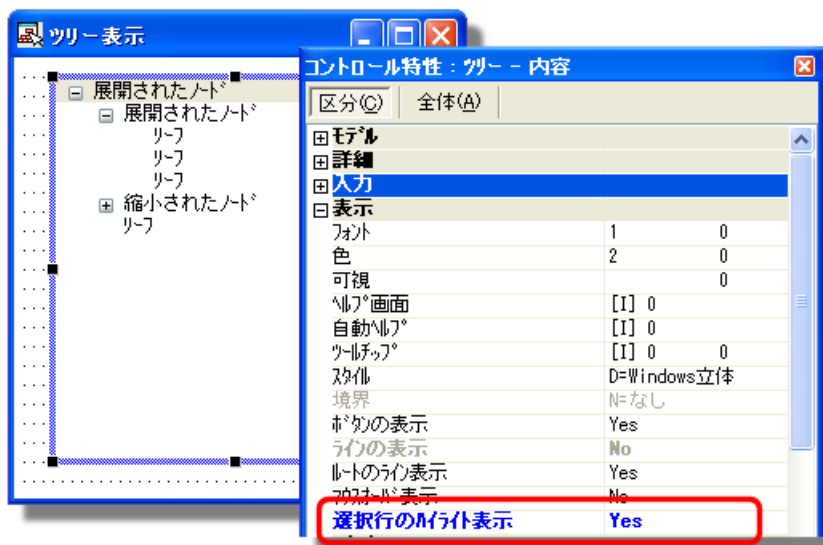 ツリー表示
展開されたノード
展開されたノード
リーフ
リーフ
リーフ
縮小されたノード
リーフ
コントロール特性:ツリー - 内容
区分(C) 全体(A)
モデル
詳細
入力
表示
フォント 1 0
色 2 0
可視 0
ヘルプ画面 [I] 0
自動ヘルプ [I] 0
ツールチップ [I] 0 0
スタイル D=Windows立体
境界 N=なし
ボタンの表示 Yes
ラインの表示 No
ルートのライン表示 Yes
表示 No
選択行のハイライト表示 Yes